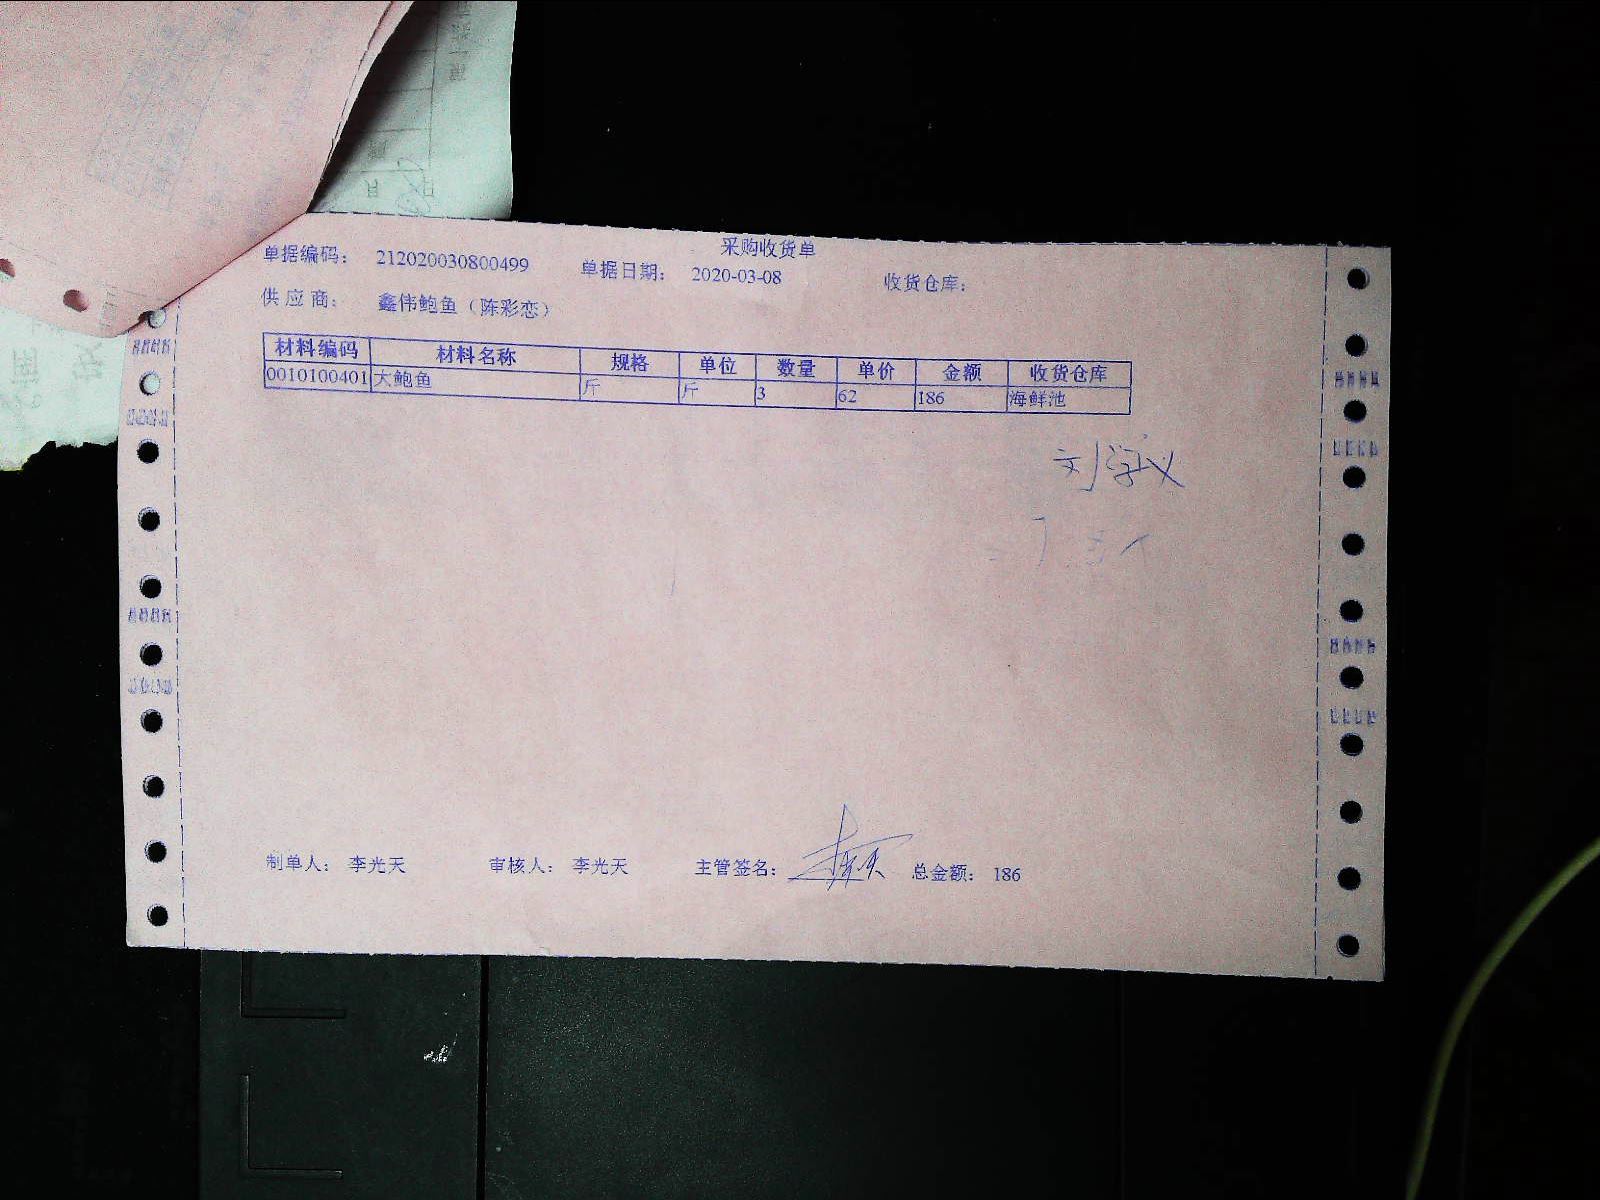 采购收货单
单据编码: 212020030800499 单据日期: 2020-03-08 收货仓库:
供应商: 鑫伟鲍鱼（陈彩恋）
材料编码 材料名称 规格 单位 数量 单价 金额 收货仓库
0010100401 大鲍鱼 斤 斤 3 62 186 海鲜池
刘学义
制单人: 李光天 审核人: 李光天 主管签名: 总金额: 186